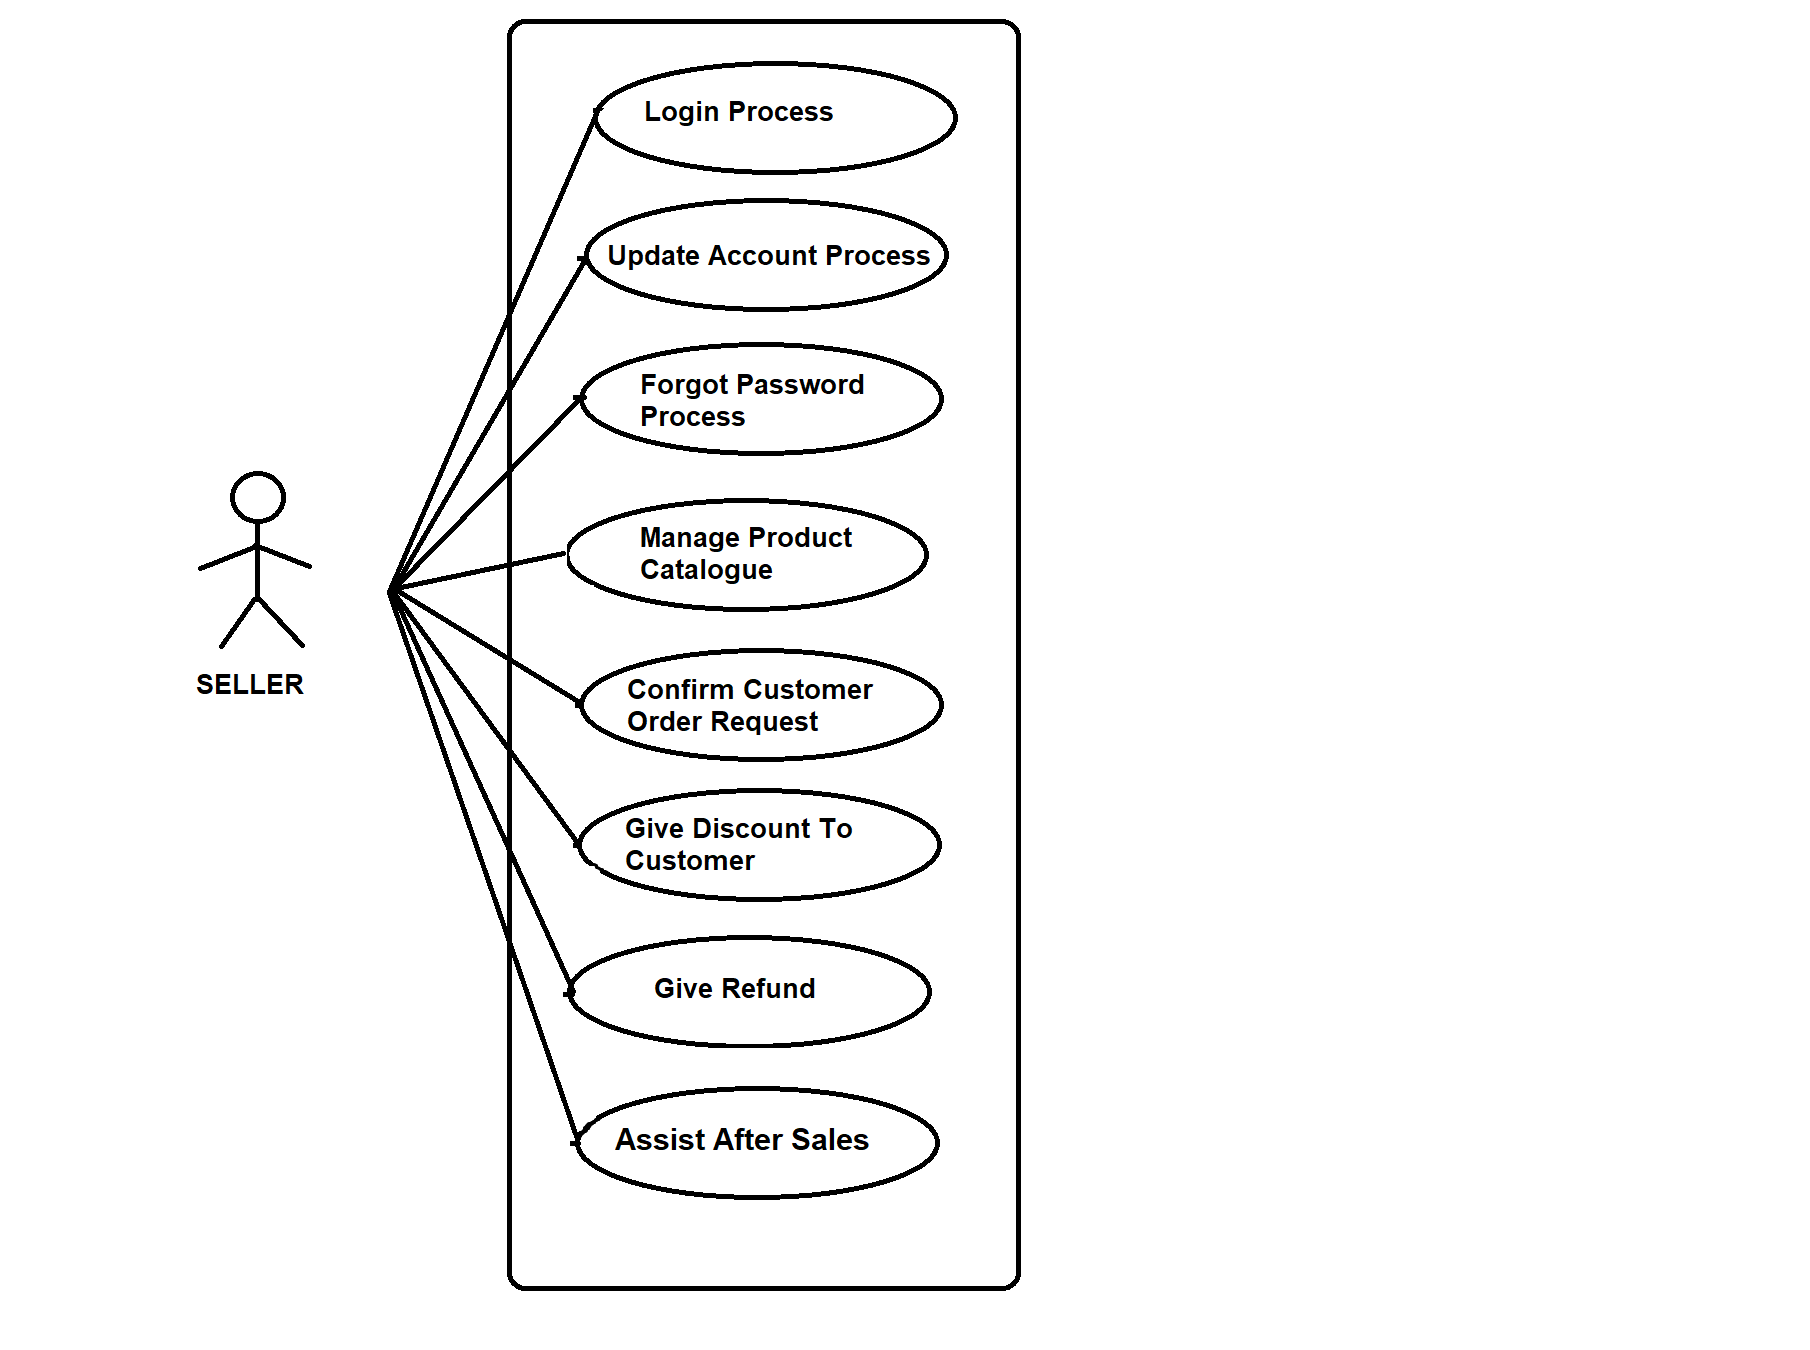 Login Process
Update Account Process
Forgot Password
Process
Manage Product
Catalogue
SELLER
Confirm Customer
Order Request
Give Discount To
Customer
Give Refund
Assist After Sales